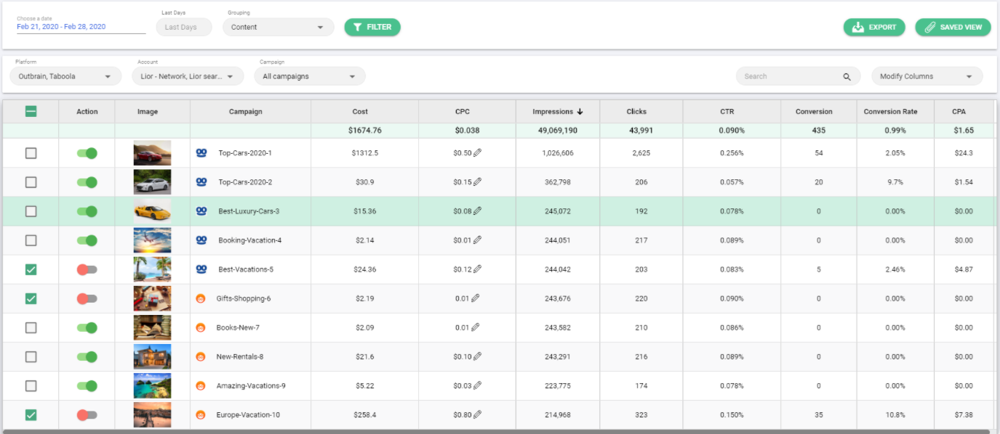 Choose a date
Feb 21, 2020 - Feb 28, 2020
Last Days
Last Days
Grouping
Content
FILTER
EXPORT
SAVED VIEW
Platform
Outbrain, Taboola
Account
Lior - Network, Lior sear...
Campaign
All campaigns
Search
Modify Columns
Action Image Campaign Cost CPC Impressions Clicks CTR Conversion Conversion Rate CPA
$1674.76 $0.038 49,069,190 43,991 0.090% 435 0.99% $1.65
Top-Cars-2020-1 $1312.5 $0.50 1,026,606 2,625 0.256% 54 2.05% $24.3
Top-Cars-2020-2 $30.9 $0.15 362,798 206 0.057% 20 9.7% $1.54
Best-Luxury-Cars-3 $15.36 $0.08 245,072 192 0.078% 0 0.00% $0.00
Booking-Vacation-4 $2.14 $0.01 244,051 217 0.089% 0 0.00% $0.00
Best-Vacations-5 $24.36 $0.12 244,042 203 0.083% 5 2.46% $4.87
Gifts-Shopping-6 $2.19 0.01 243,676 220 0.090% 0 0.00% $0.00
Books-New-7 $2.09 0.01 243,582 210 0.086% 0 0.00% $0.00
New-Rentals-8 $21.6 $0.10 243,291 216 0.089% 0 0.00% $0.00
Amazing-Vacations-9 $5.22 $0.03 223,775 174 0.078% 0 0.00% $0.00
Europe-Vacation-10 $258.4 $0.80 214,968 323 0.150% 35 10.8% $7.38